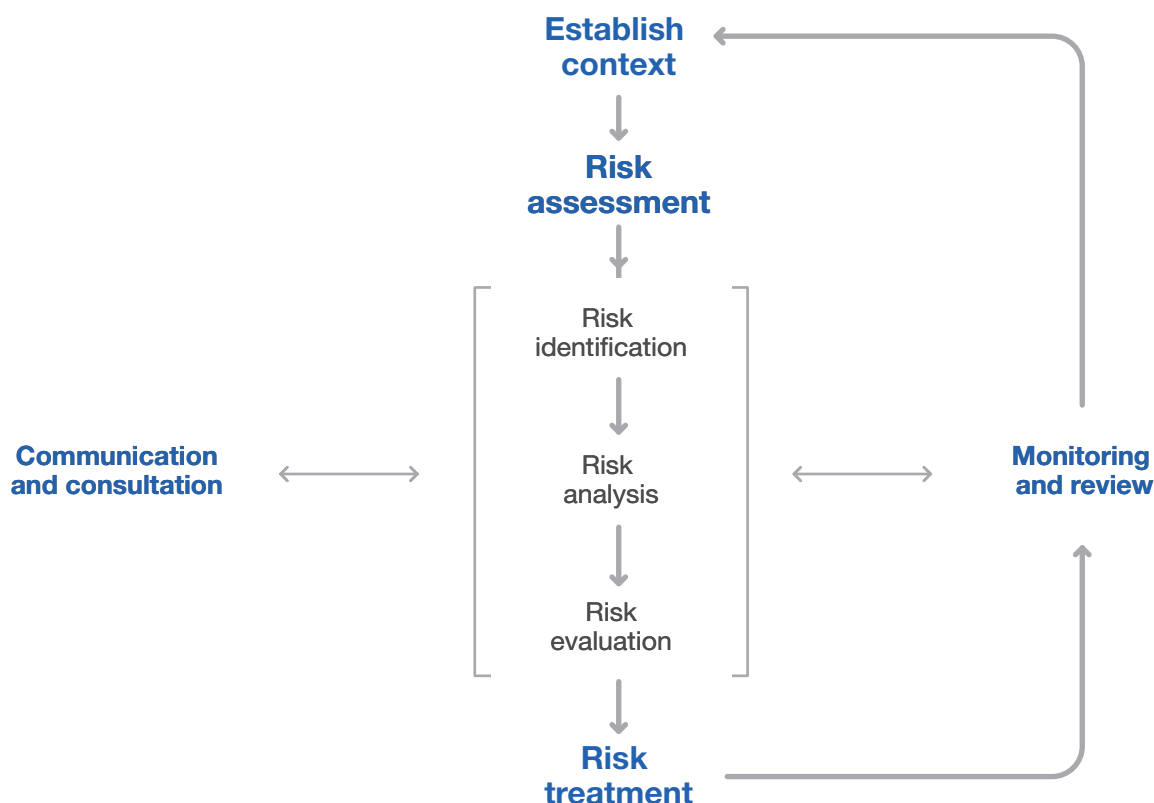 Establish
context
Risk
assessment
Risk
identification
Communication
and consultation
Risk
analysis
Monitoring
and review
Risk
evaluation
Risk
treatment